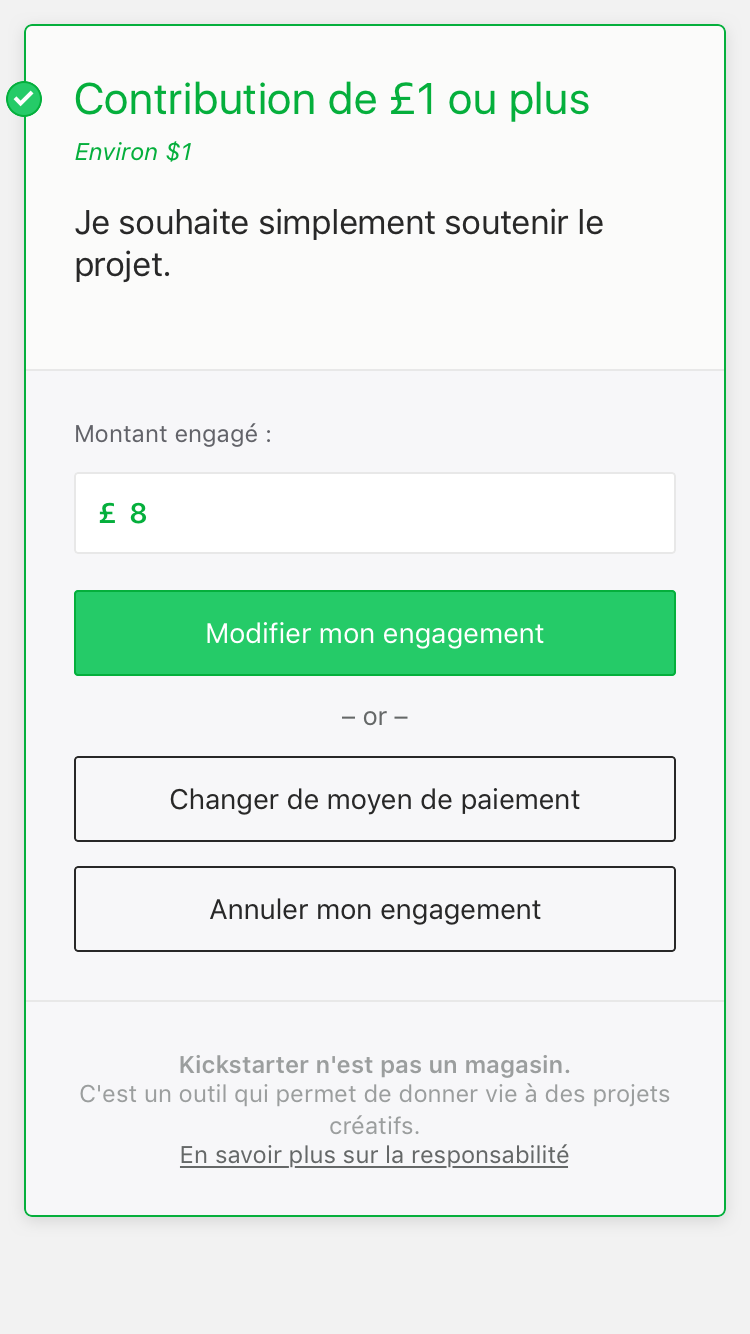 Contribution de £1 ou plus
Environ $1
Je souhaite simplement soutenir le
projet.
Montant engagé :
£ 8
Modifier mon engagement
– or –
Changer de moyen de paiement
Annuler mon engagement
Kickstarter n'est pas un magasin.
C'est un outil qui permet de donner vie à des projets
créatifs.
En savoir plus sur la responsabilité